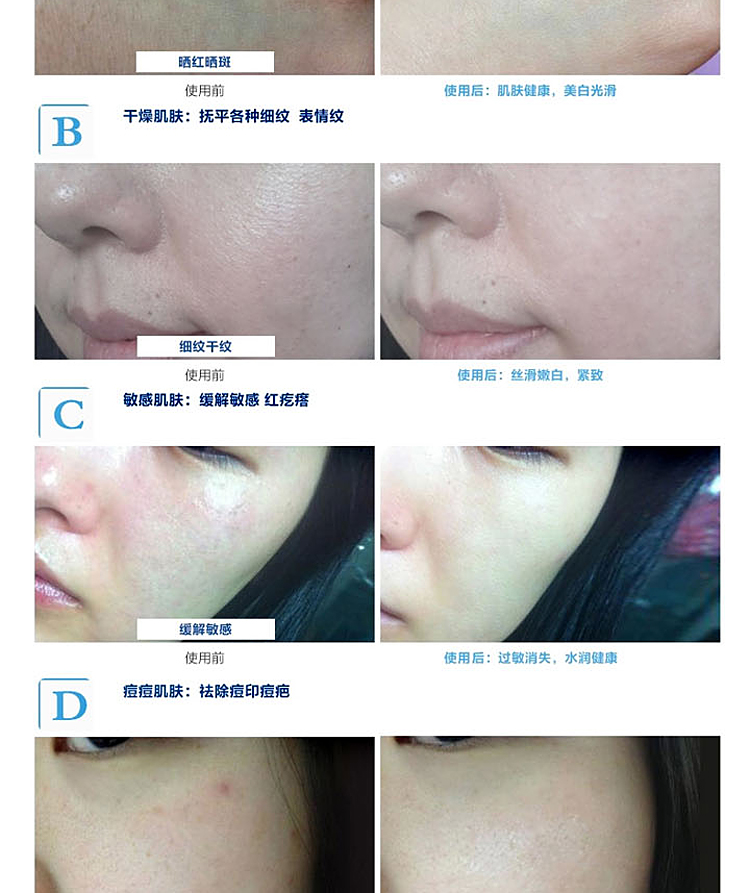 晒红晒斑
使用前
使用后：肌肤健康，美白光滑
B
干燥肌肤：抚平各种细纹 表情纹
细纹干纹
使用前
使用后：丝滑嫩白，紧致
C
敏感肌肤：缓解敏感 红疙瘩
缓解敏感
使用前
使用后：过敏消失，水润健康
D
痘痘肌肤：祛除痘印痘疤